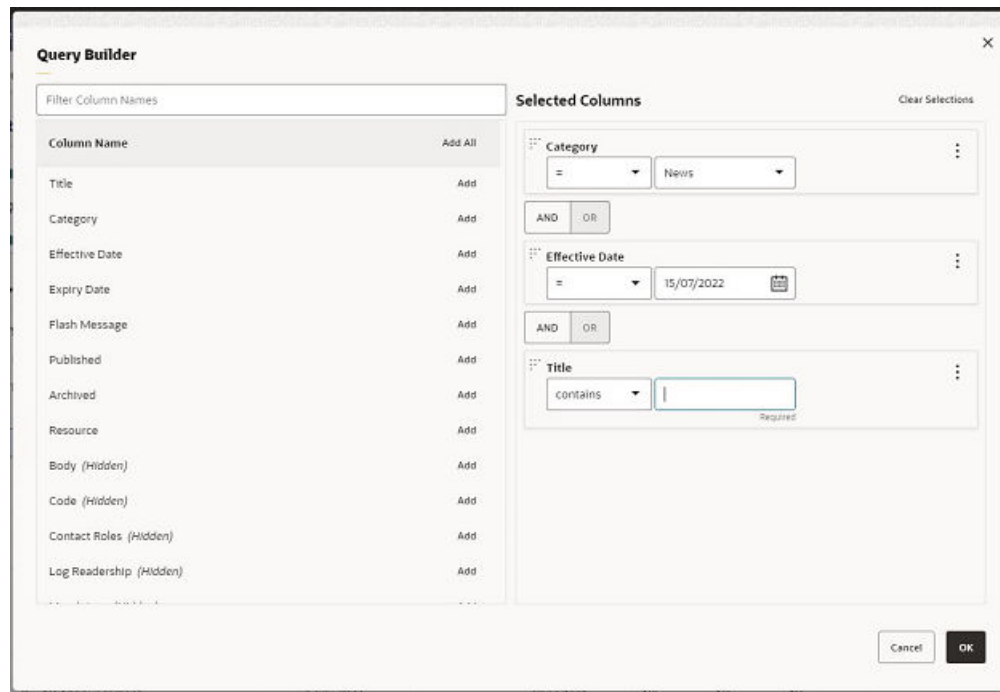 Query Builder
Filter Column Names
Column Name Add All
Title Add
Category Add
Effective Date Add
Expiry Date Add
Flash Message Add
Published Add
Archived Add
Resource Add
Body (Hidden) Add
Code (Hidden) Add
Contact Roles (Hidden) Add
Log Readership (Hidden) Add
Selected Columns Clear Selections
Category
= News
AND OR
Effective Date
= 15/07/2022
AND OR
Title
contains
Required
Cancel OK